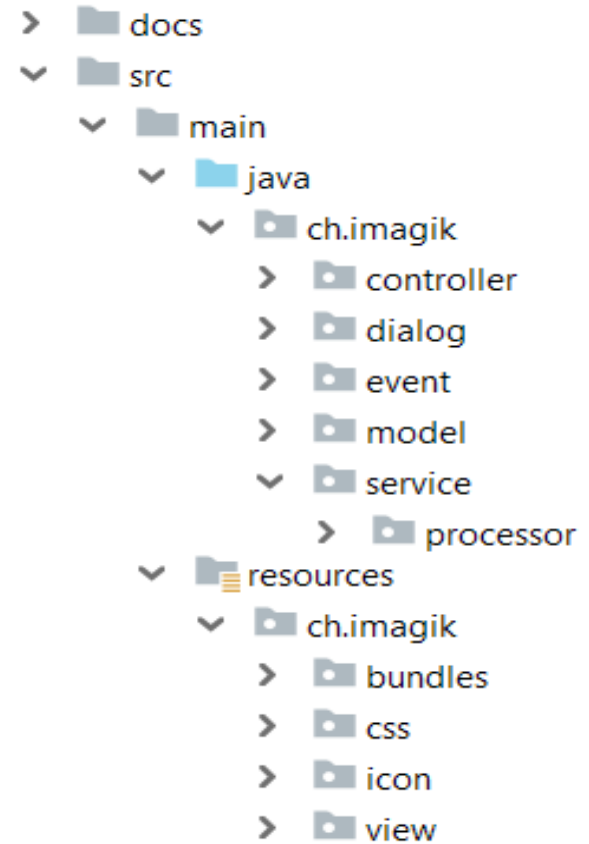 docs
src
main
java
ch.imagik
controller
dialog
event
model
service
processor
resources
ch.imagik
bundles
css
icon
view